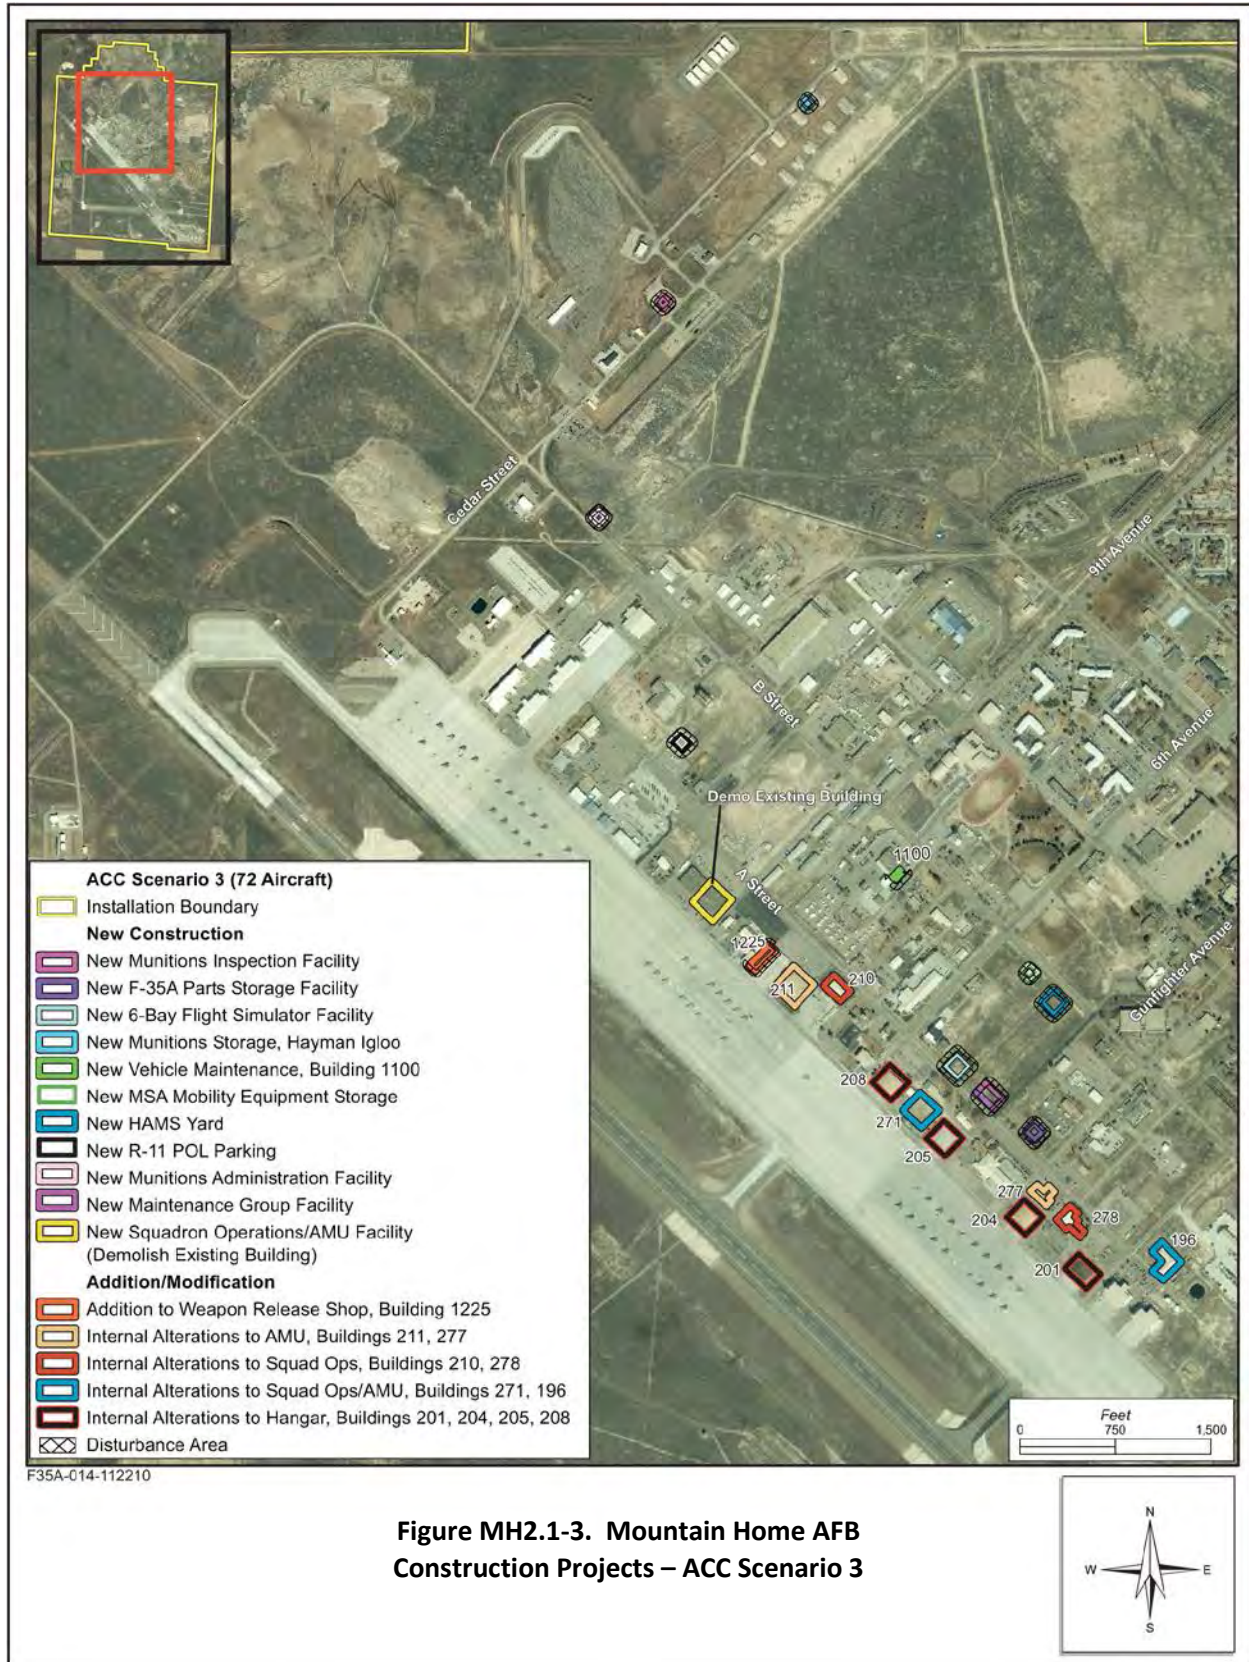 Cedar Street
9th Avenue
B Street
6th Avenue
Demo Existing Building
A Street
1100
Gunfighter Avenue
1225
211
210
208
271
205
277
204
278
201
196
ACC Scenario 3 (72 Aircraft)
Installation Boundary
New Construction
New Munitions Inspection Facility
New F-35A Parts Storage Facility
New 6-Bay Flight Simulator Facility
New Munitions Storage, Hayman Igloo
New Vehicle Maintenance, Building 1100
New MSA Mobility Equipment Storage
New HAMS Yard
New R-11 POL Parking
New Munitions Administration Facility
New Maintenance Group Facility
New Squadron Operations/AMU Facility
(Demolish Existing Building)
Addition/Modification
Addition to Weapon Release Shop, Building 1225
Internal Alterations to AMU, Buildings 211, 277
Internal Alterations to Squad Ops, Buildings 210, 278
Internal Alterations to Squad Ops/AMU, Buildings 271, 196
Internal Alterations to Hangar, Buildings 201, 204, 205, 208
Disturbance Area
Feet
0 750 1,500
F35A-014-112210
Figure MH2.1-3. Mountain Home AFB
Construction Projects – ACC Scenario 3
N
W E
S